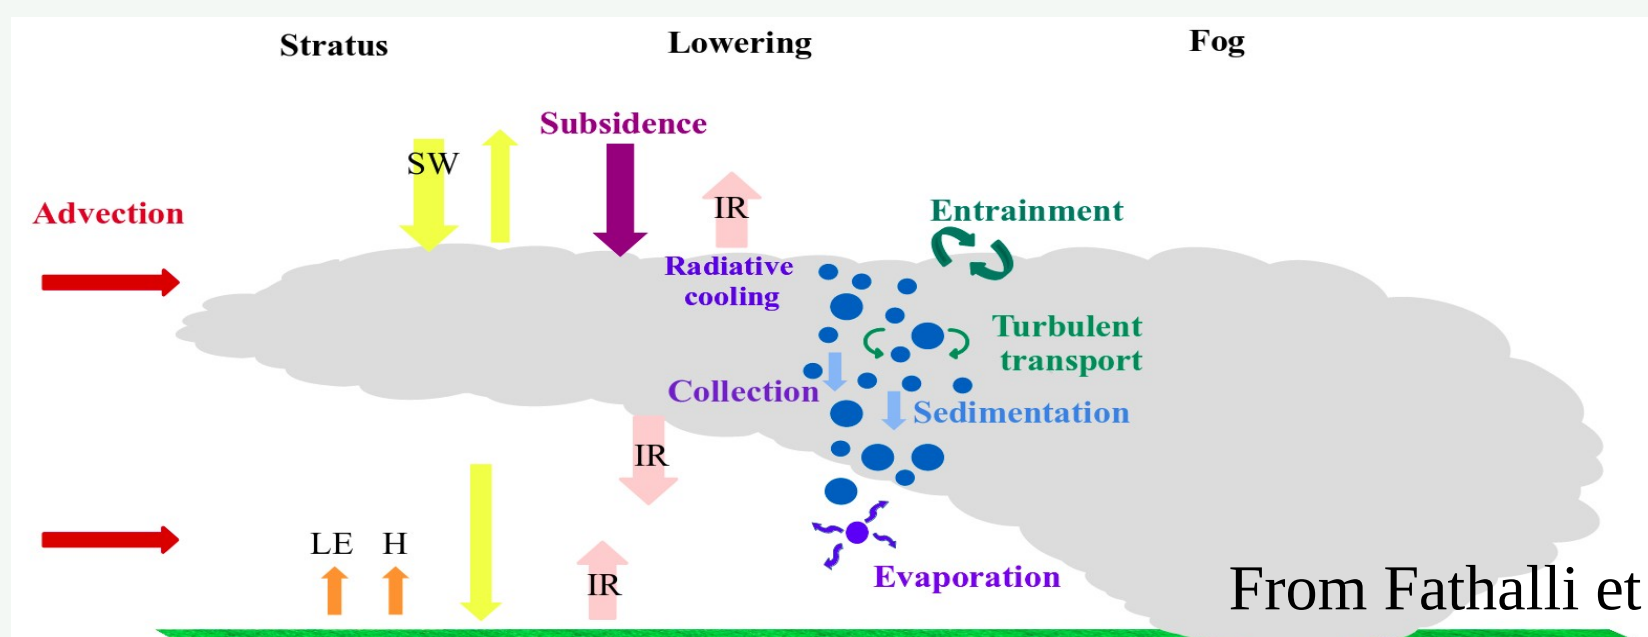 Stratus
Lowering
Fog
Subsidence
SW
IR
Advection
Entrainment
Radiative
cooling
Turbulent
transport
Collection
Sedimentation
IR
LE
H
IR
Evaporation
From Fathalli et